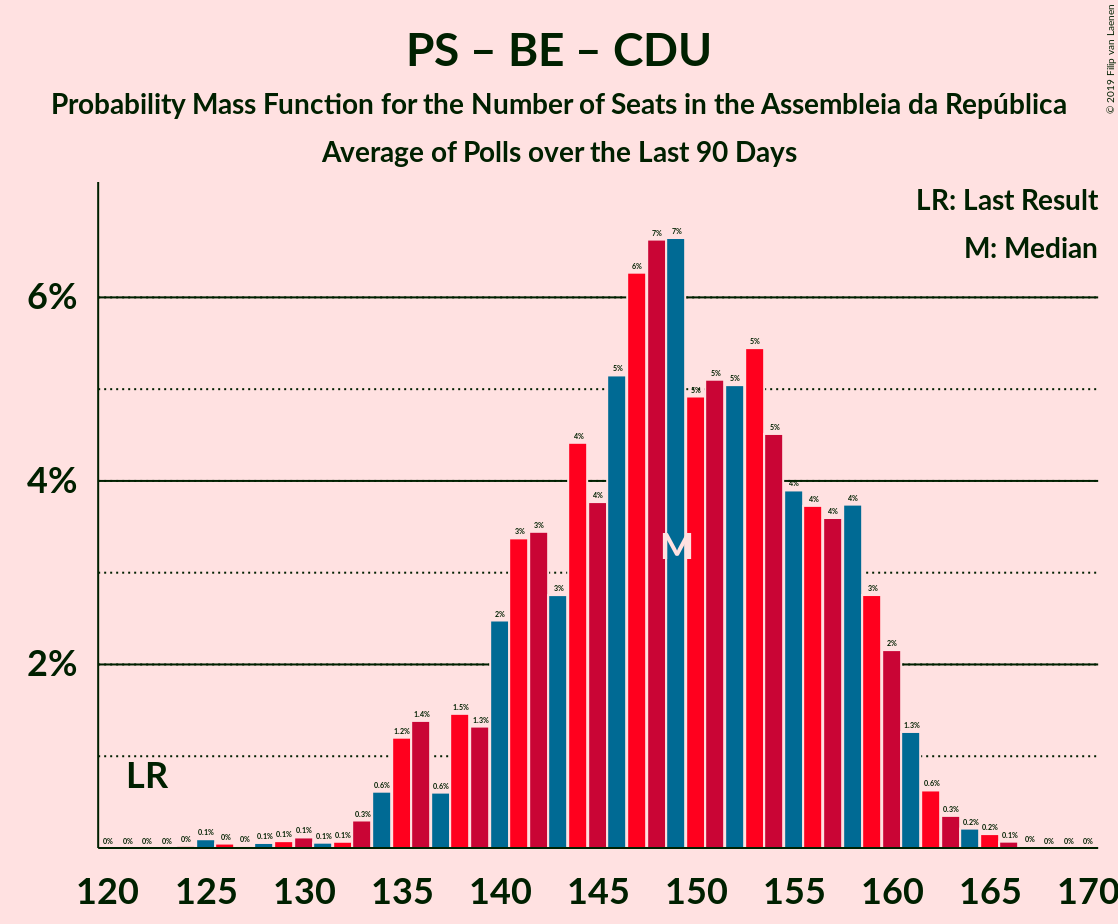 PS – BE – CDU
Probability Mass Function for the Number of Seats in the Assembleia da República
Average of Polls over the Last 90 Days
© 2019 Filip van Laenen
LR: Last Result
M: Median
6%
4%
2%
0% 0% 0% 0% 0% 0.1% 0% 0% 0.1% 0.1% 0.1% 0.1% 0.1% 0.3% 0.6% 1.2% 1.4% 0.6% 1.5% 1.3% 2% 3% 3% 3% 4% 4% 5% 6% 7% 7% 5% 5% 5% 5% 5% 4% 4% 4% 4% 3% 2% 1.3% 0.6% 0.3% 0.2% 0.2% 0.1% 0% 0% 0% 0%
M
LR
120 125 130 135 140 145 150 155 160 165 170